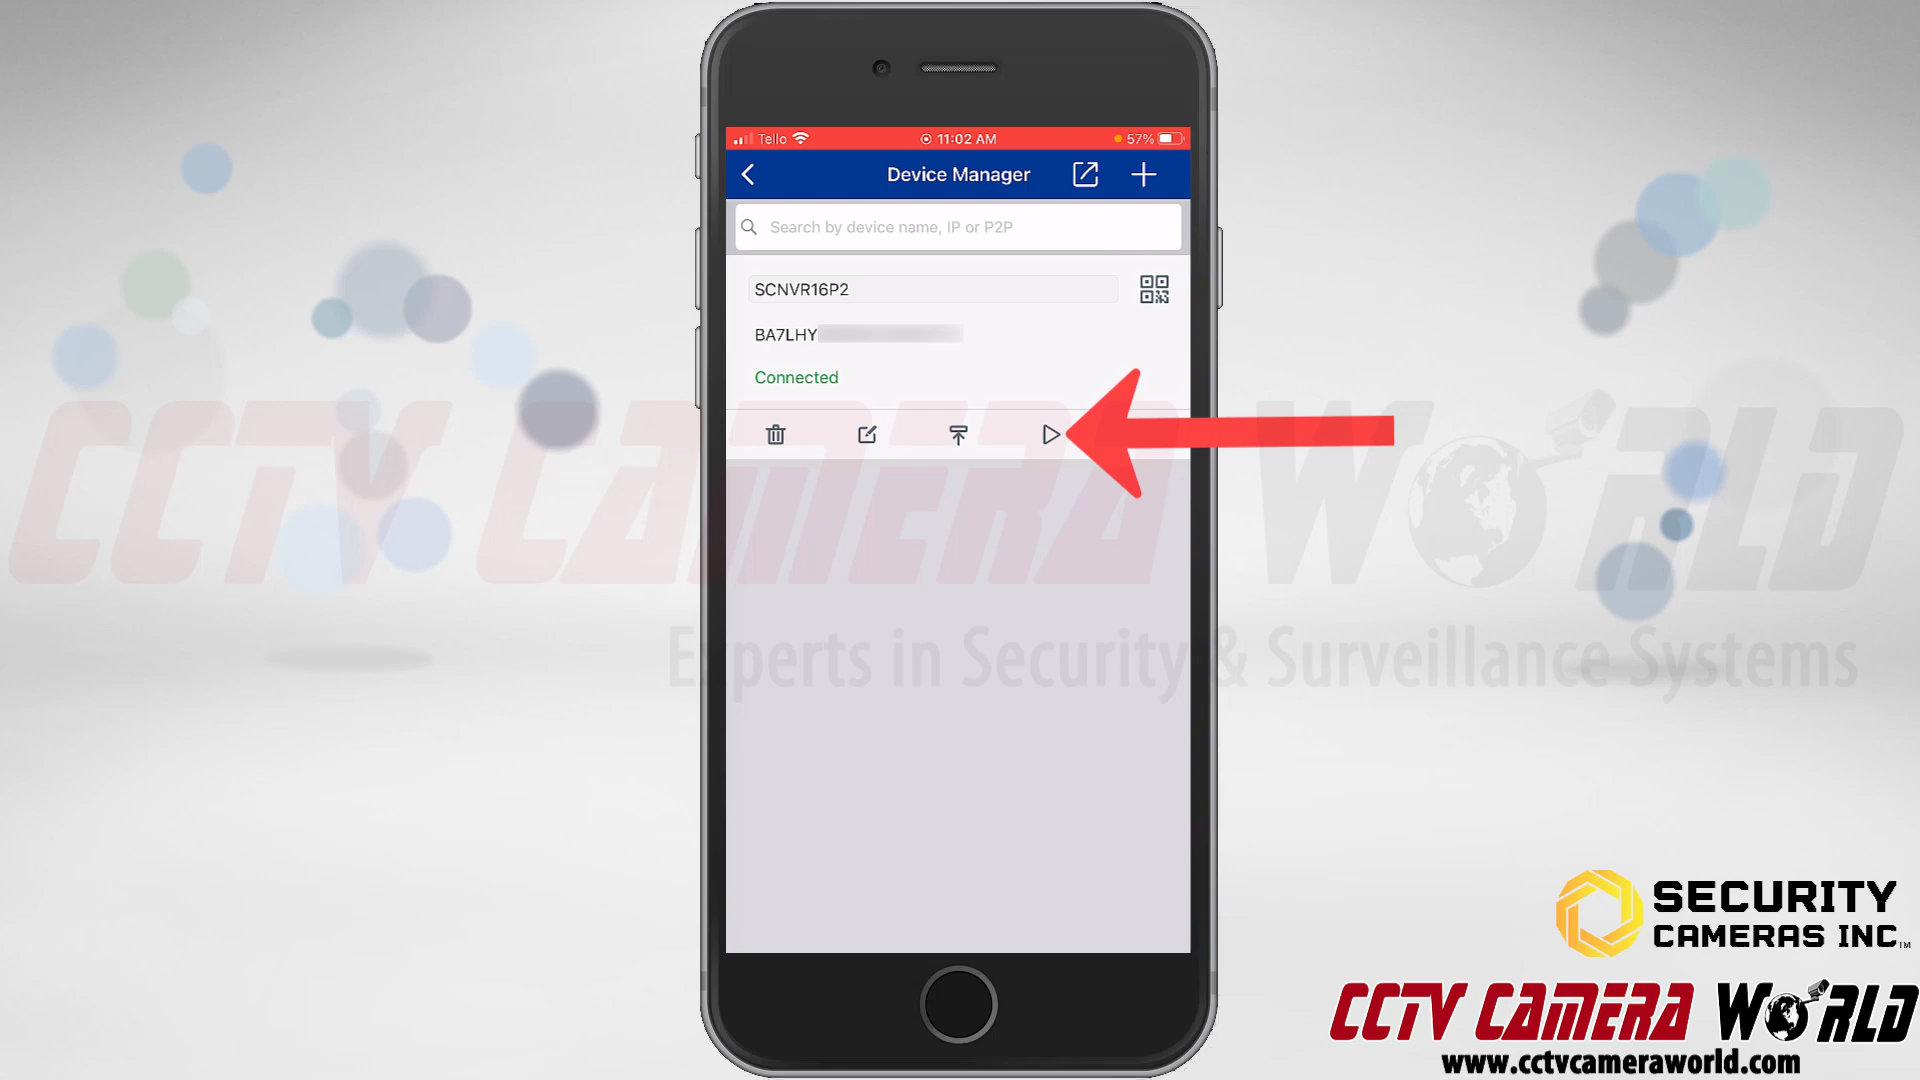 Tello 11:02 AM 57%
Device Manager
Search by device name, IP or P2P
SCNVR16P2
BA7LHY
Connected
CCTV CAMERA WORLD
Experts in Security & Surveillance Systems
SECURITY
CAMERAS INC.™
CCTV CAMERA WORLD
www.cctvcameraworld.com